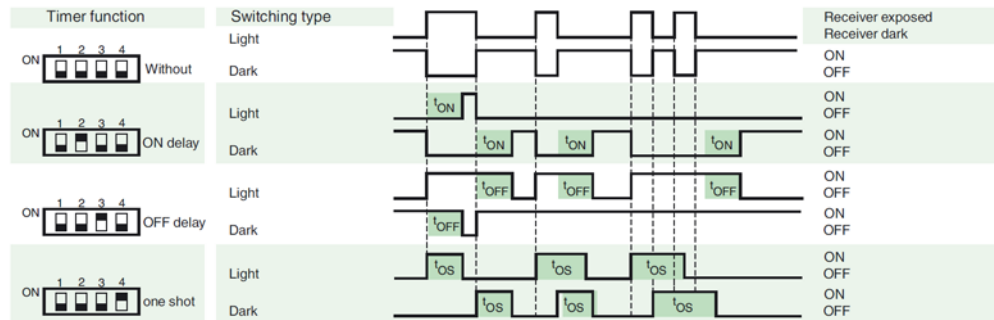 Timer function
Switching type
Receiver exposed
Receiver dark
Light
1 2 3 4
ON
Without
Dark
ON
OFF
Light
tON
ON
OFF
1 2 3 4
ON
ON delay
Dark
tON
tON
tON
ON
OFF
Light
tOFF
tOFF
tOFF
ON
OFF
1 2 3 4
ON
OFF delay
Dark
tOFF
ON
OFF
Light
tOS
tOS
tOS
ON
OFF
1 2 3 4
ON
one shot
Dark
tOS
tOS
tOS
ON
OFF